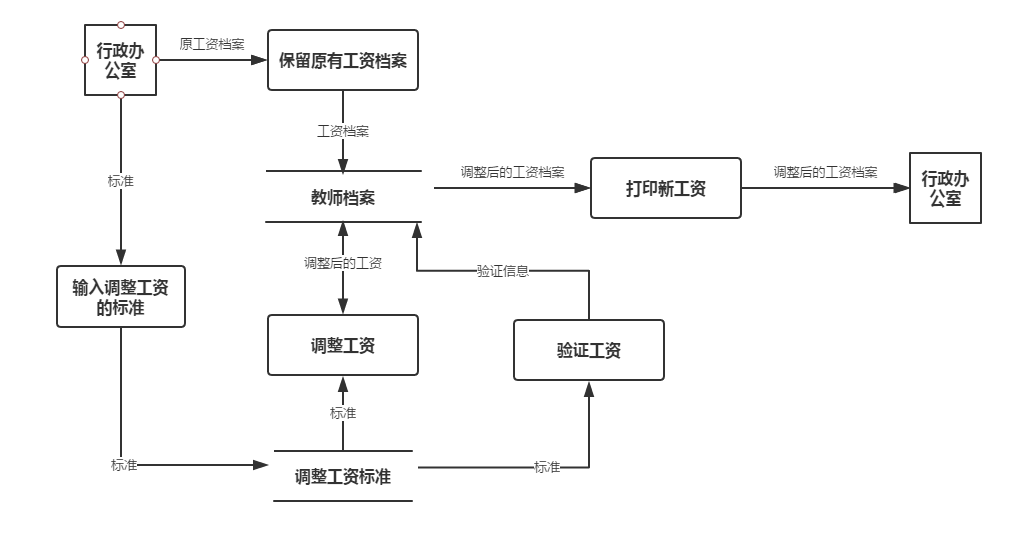 行政办
公室
原工资档案
保留原有工资档案
工资档案
标准
教师档案
调整后的工资档案
打印新工资
调整后的工资档案
行政办
公室
调整后的工资
验证信息
输入调整工资
的标准
调整工资
验证工资
标准
标准
调整工资标准
标准